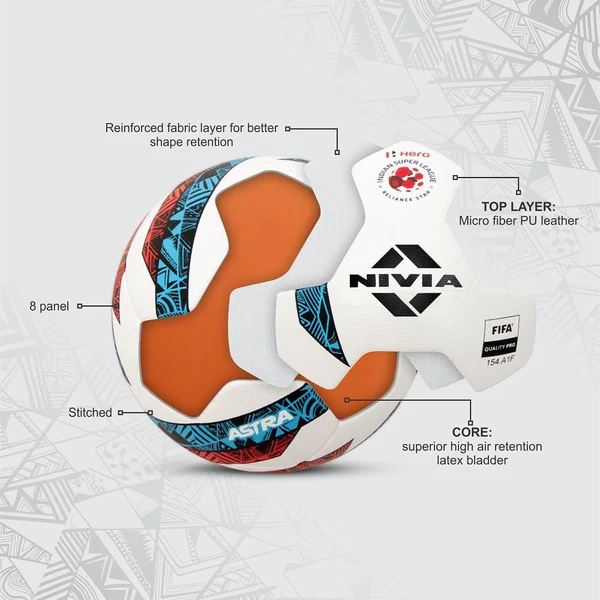 Reinforced fabric layer for better
shape retention
Hero
INDIAN SUPER LEAGUE
RELIANCE STAR
TOP LAYER:
Micro fiber PU leather
NIVIA
8 panel
FIFA
QUALITY PRO
154.A1F
Stitched
ASTRA
CORE:
superior high air retention
latex bladder